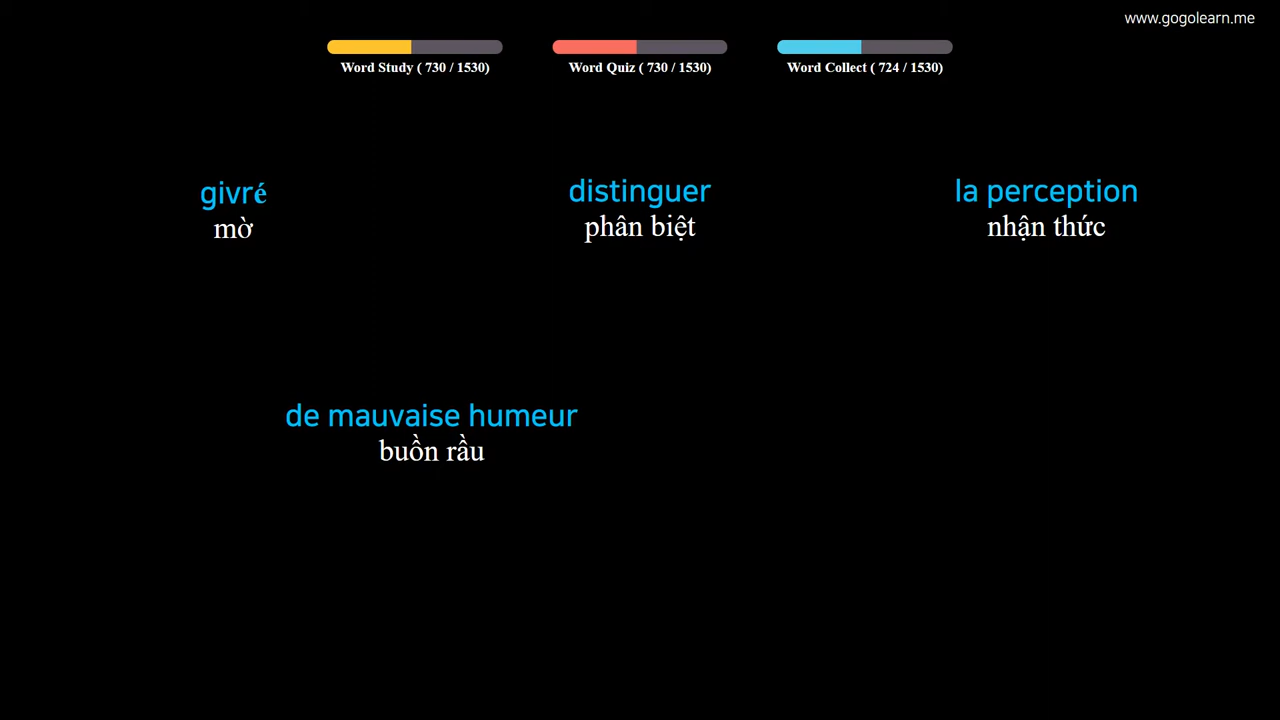 www.gogolearn.me
Word Study ( 730 / 1530)
Word Quiz ( 730 / 1530)
Word Collect ( 724 / 1530)
givré
mờ
distinguer
phân biệt
la perception
nhận thức
de mauvaise humeur
buồn rầu